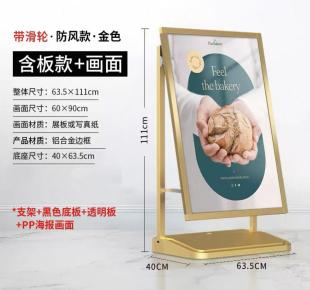 带滑轮·防风款·金色
含板款+画面
整体尺寸：63.5×111cm
画面尺寸：60×90cm
画面材质：展板或写真纸
产品材质：铝合金边框
底座尺寸：40×63.5cm
*支架+黑色底板+透明板
+PP海报画面
Feel
the bakery
111cm
40CM
63.5CM